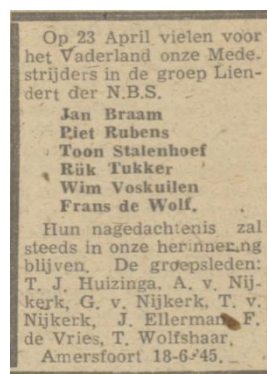 Op 23 April vielen voor
het Vaderland onze Mede-
strijders in de groep Lien-
dert der N.B.S.
Jan Braam
Piet Rubens
Toon Stalenhoef
Rijk Tukker
Wim Voskuilen
Frans de Wolf.
Hun nagedachtenis zal
steeds in onze herinnering
blijven. De groepsleden:
T. J. Huizinga, A. v. Nij-
kerk, G. v. Nijkerk, T. v.
Nijkerk, J. Ellerman, F.
de Vries, T. Wolfshaar.
Amersfoort 18-6-'45.